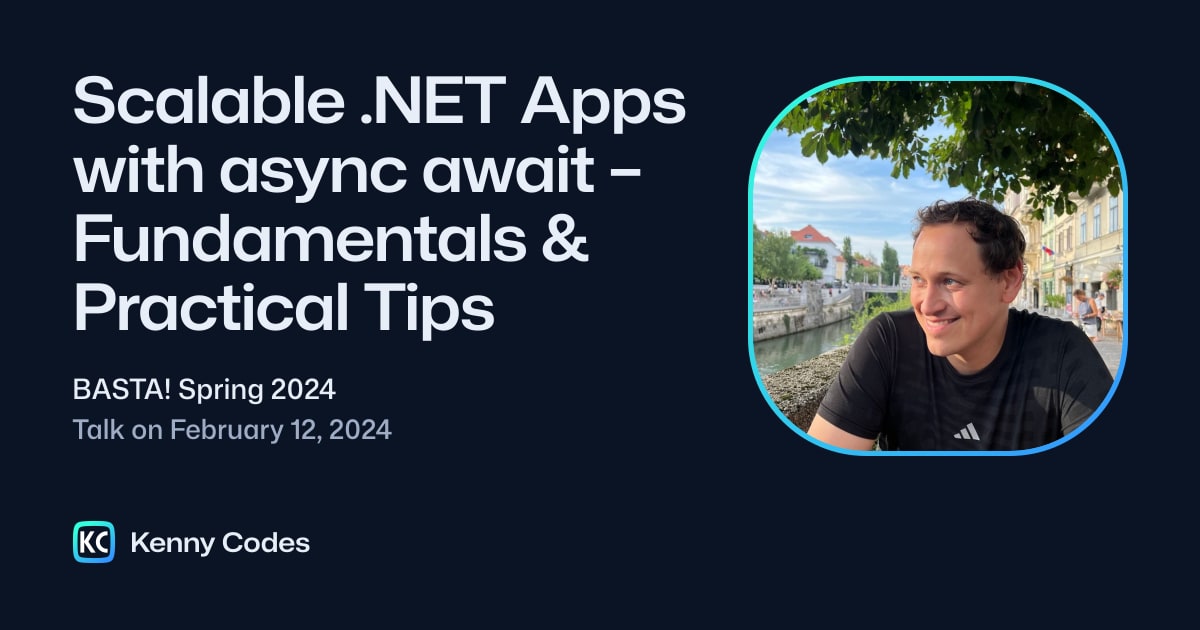 Scalable .NET Apps
with async await –
Fundamentals &
Practical Tips
BASTA! Spring 2024
Talk on February 12, 2024
KC Kenny Codes